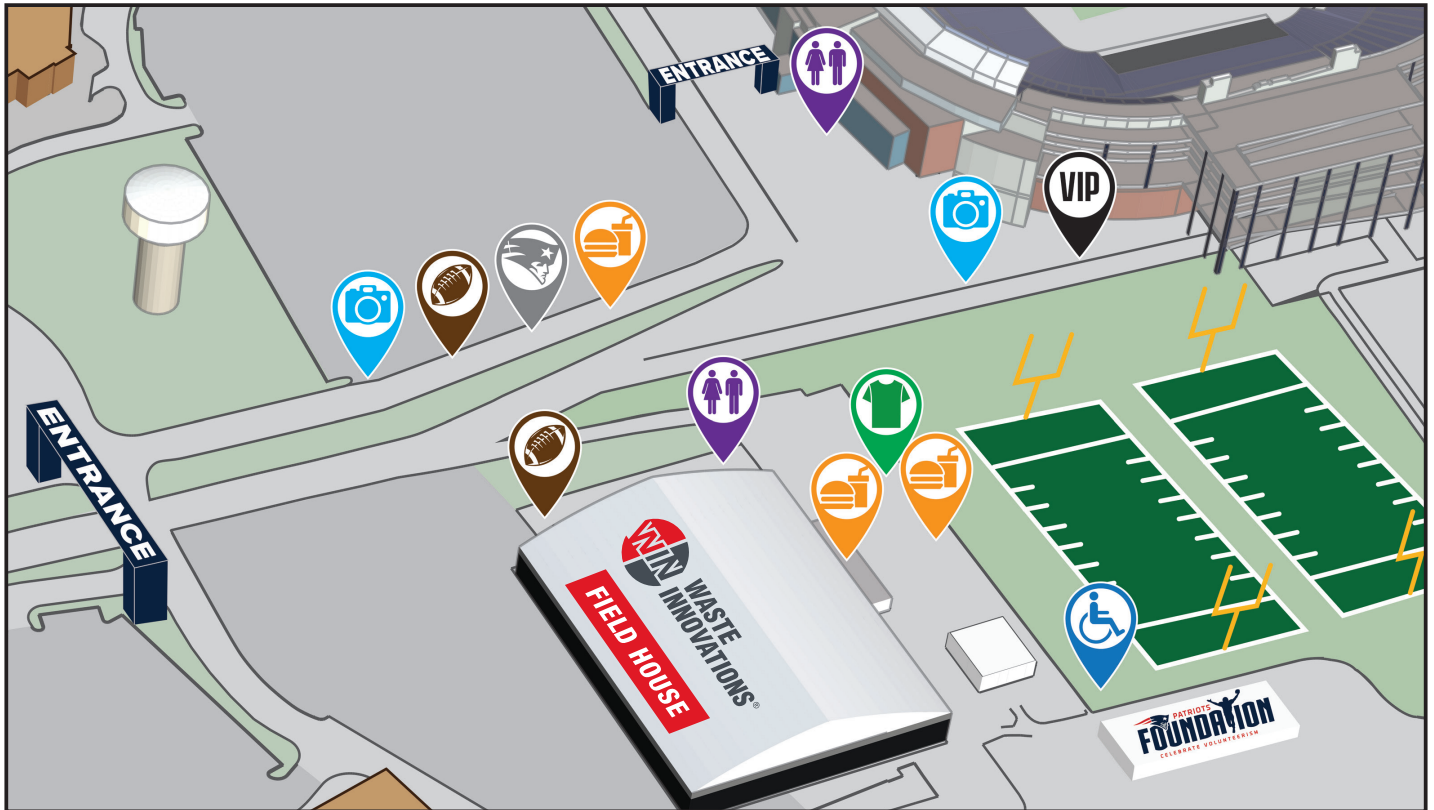 ENTRANCE
VIP
ENTRANCE
WIN
WASTE
INNOVATIONS®
FIELD HOUSE
PATRIOTS
FOUNDATION
CELEBRATE VOLUNTEERISM